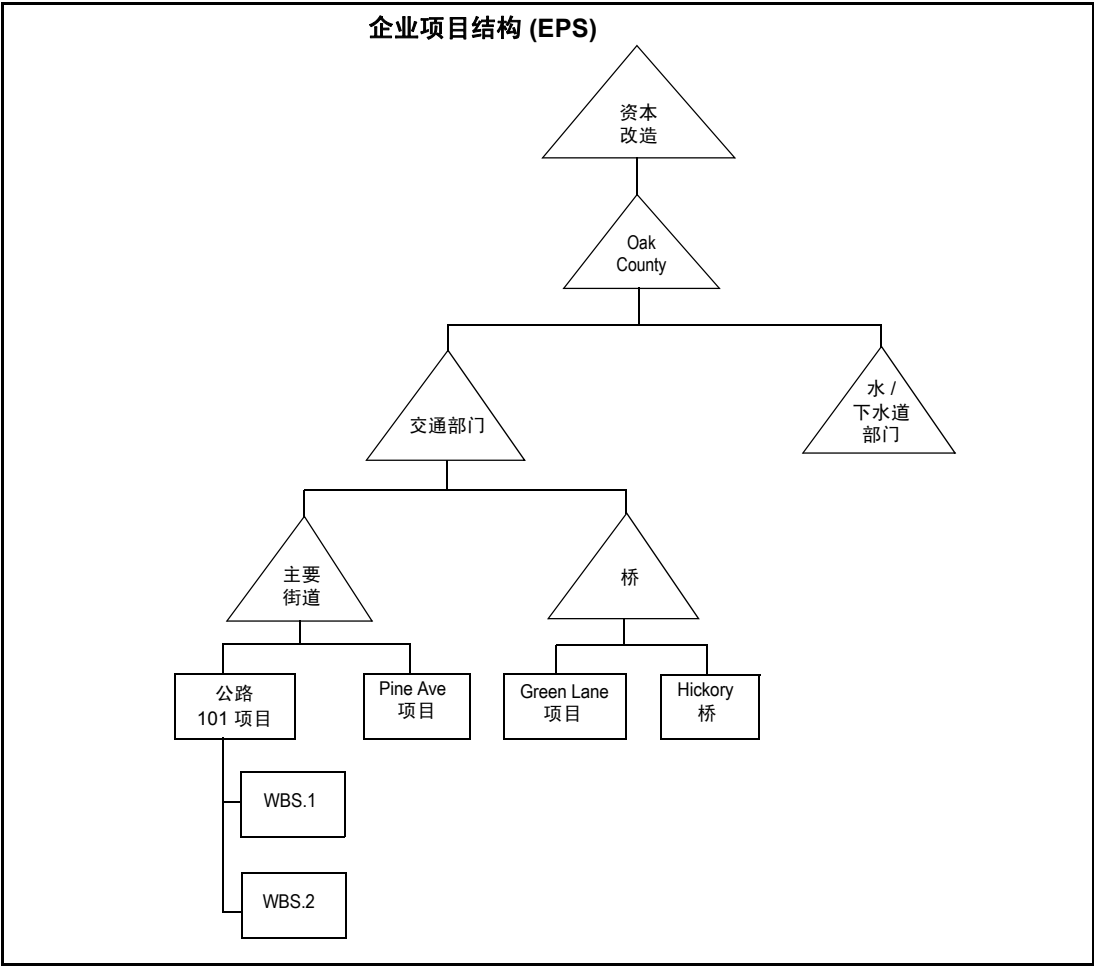 企业项目结构 (EPS)
资本
改造
Oak
County
交通部门
水 /
下水道
部门
主要
街道
桥
公路
101 项目
Pine Ave
项目
Green Lane
项目
Hickory
桥
WBS.1
WBS.2